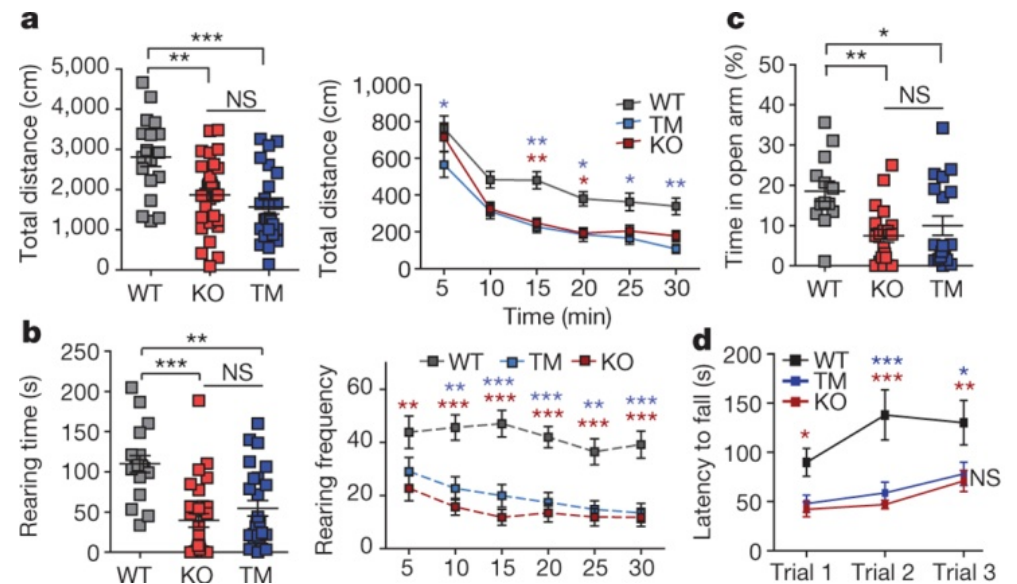 a
Total distance (cm)
5,000
4,000
3,000
2,000
1,000
0
***
**
NS
WT KO TM
Total distance (cm)
1,000
800
600
400
200
0
WT
TM
KO
*
**
**
*
*
*
**
5 10 15 20 25 30
Time (min)
c
Time in open arm (%)
50
40
30
20
10
0
*
**
NS
WT KO TM
b
Rearing time (s)
250
200
150
100
50
0
**
***
NS
WT KO TM
Rearing frequency
60
40
20
0
WT TM KO
** *** *** ** ***
** *** *** *** *** ***
5 10 15 20 25 30
d
Latency to fall (s)
200
150
100
50
0
WT
TM
KO
*** *
* *** **
NS
Trial 1 Trial 2 Trial 3